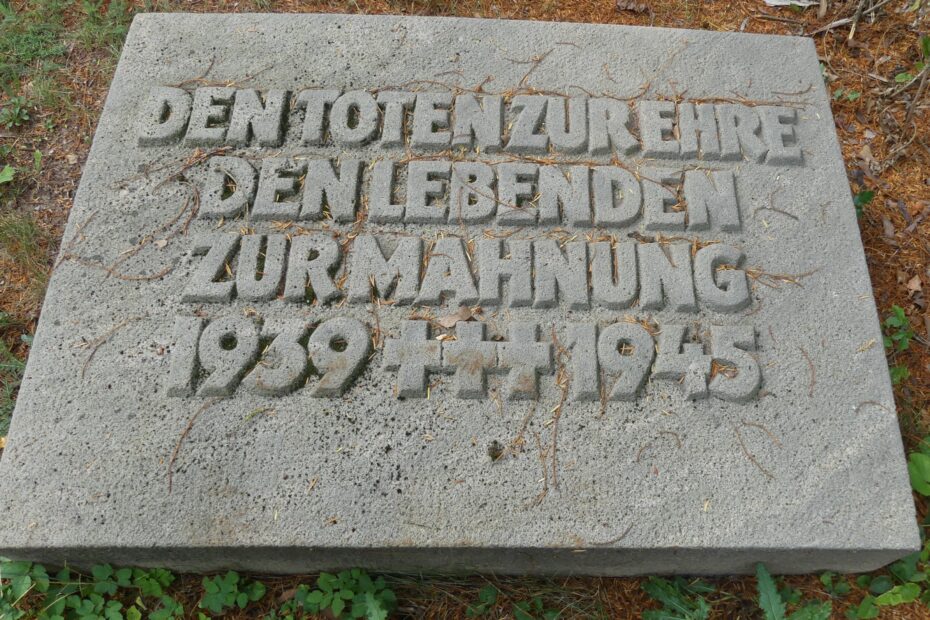 DEN TOTEN ZUR EHRE
DEN LEBENDEN
ZUR MAHNUNG
1939 ††† 1945